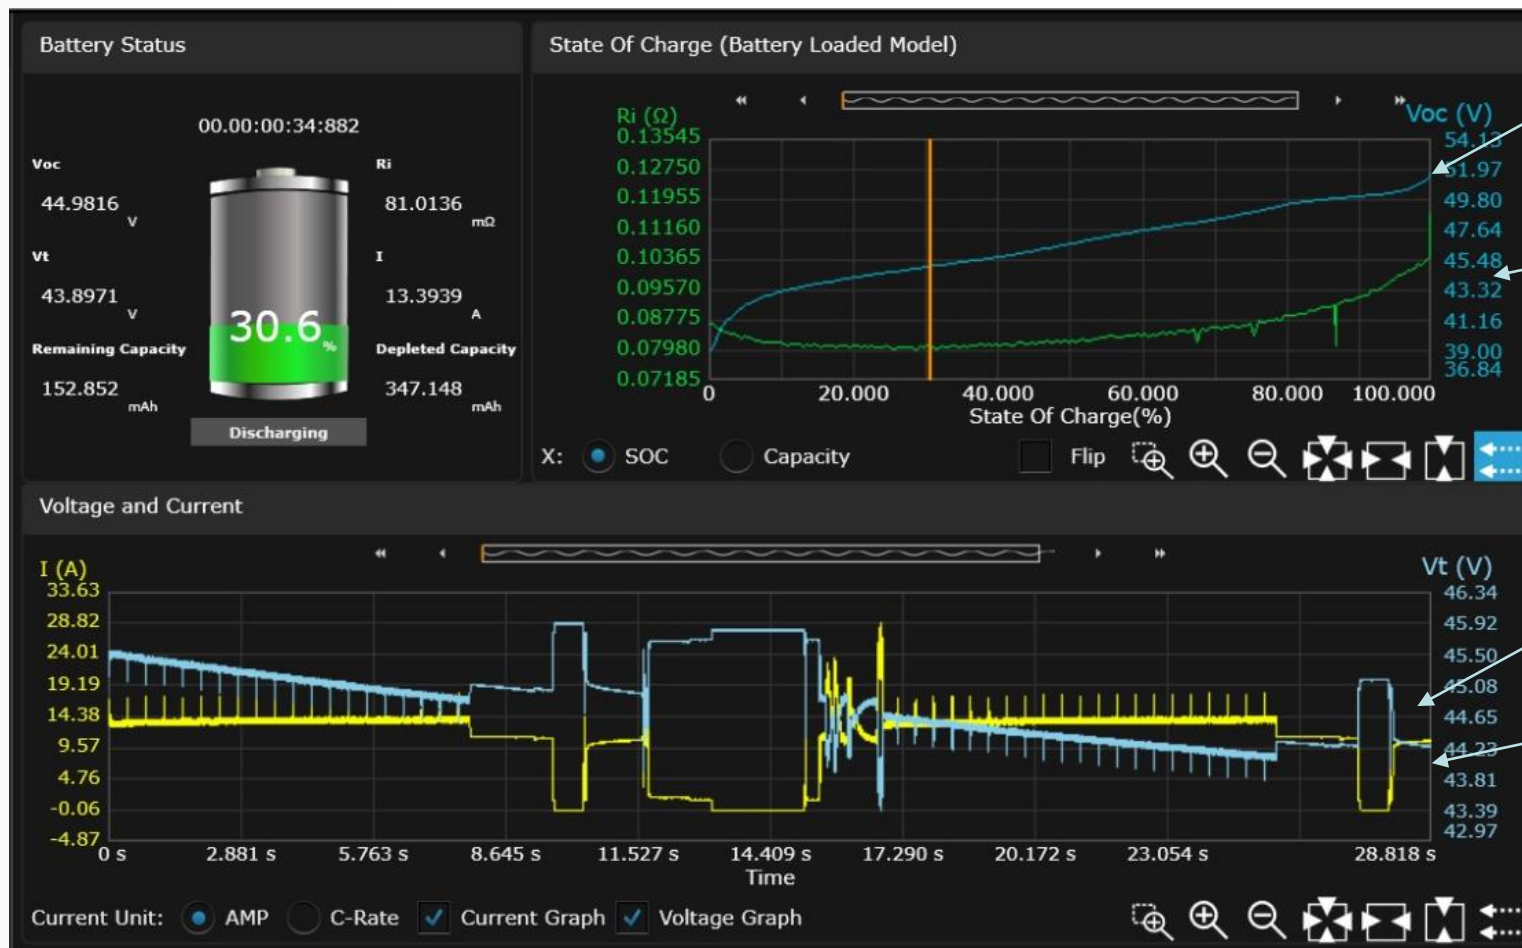 Battery Status
00.00:00:34:882
Voc
44.9816 V
Ri
81.0136 mΩ
Vt
43.8971 V
I
13.3939 A
30.6 %
Remaining Capacity
152.852 mAh
Depleted Capacity
347.148 mAh
Discharging
State Of Charge (Battery Loaded Model)
Ri (Ω)
0.13545
0.12750
0.11955
0.11160
0.10365
0.09570
0.08775
0.07980
0.07185
Voc (V)
54.13
51.97
49.80
47.64
45.48
43.32
41.16
39.00
36.84
0 20.000 40.000 60.000 80.000 100.000
State Of Charge(%)
X: SOC Capacity Flip
Voltage and Current
I (A)
33.63
28.82
24.01
19.19
14.38
9.57
4.76
-0.06
-4.87
Vt (V)
46.34
45.92
45.50
45.08
44.65
44.23
43.81
43.39
42.97
0 s 2.881 s 5.763 s 8.645 s 11.527 s 14.409 s 17.290 s 20.172 s 23.054 s 28.818 s
Time
Current Unit: AMP C-Rate Current Graph Voltage Graph